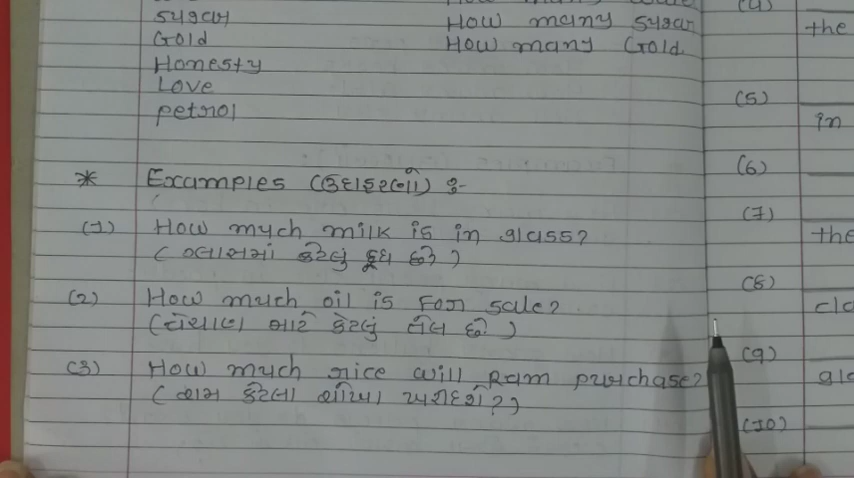 Sugar How many Sugar
Gold How many Gold
Honesty
Love
petrol
* Examples (ઉદાહરણો) :-
(1) How much milk is in glass?
(ગ્લાસમાં કેટલું દૂધ છે?)
(2) How much oil is For sale?
(વેચાણ માટે કેટલું તેલ છે?)
(3) How much rice will Ram purchase?
(રામ કેટલા ખરીદશે?)
(4)
the
(5)
in
(6)
(7)
the
(8)
(9)
(10)